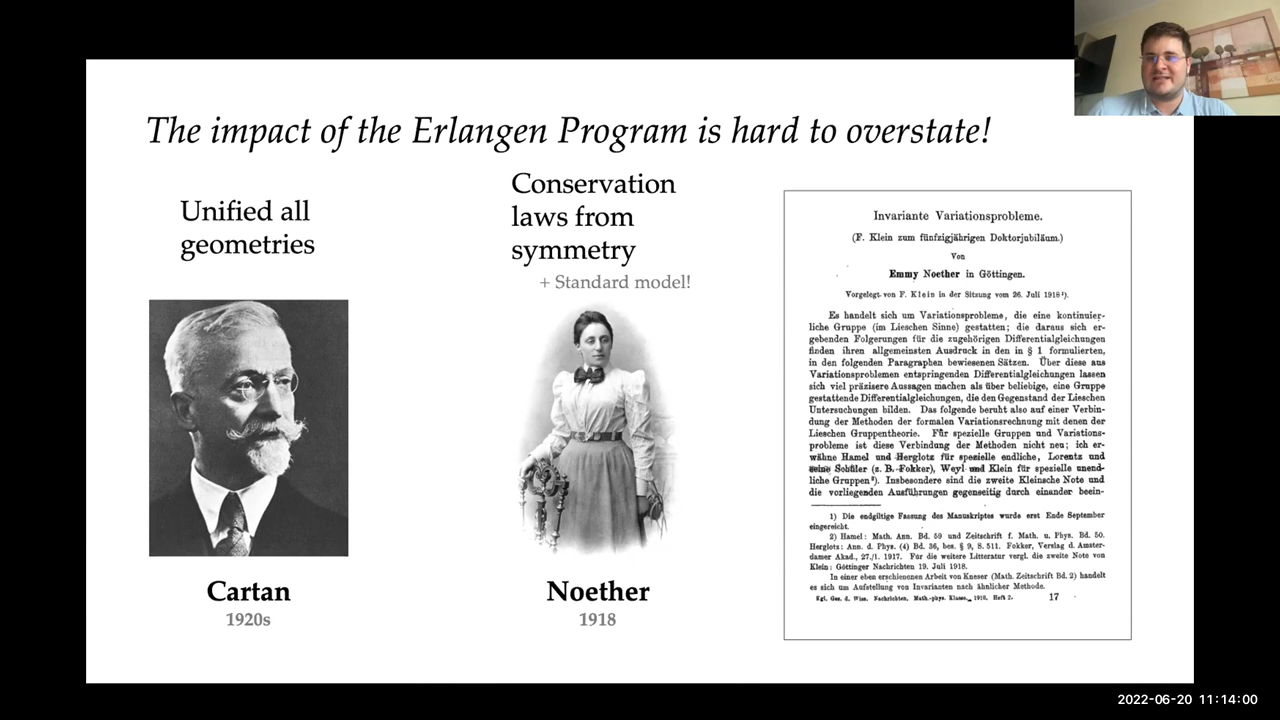 The impact of the Erlangen Program is hard to overstate!
Unified all
geometries
Cartan
1920s
Conservation
laws from
symmetry
+ Standard model!
Noether
1918
Invariante Variationsprobleme.
(F. Klein zum fünfzigjährigen Doktorjubiläum.)
Von
Emmy Noether in Göttingen.
Vorgelegt von F. Klein in der Sitzung vom 26. Juli 1918¹).
Es handelt sich um Variationsprobleme, die eine kontinuier-
liche Gruppe (im Lieschen Sinne) gestatten; die daraus sich er-
gebenden Folgerungen für die zugehörigen Differentialgleichungen
finden ihren allgemeinsten Ausdruck in den in § 1 formulierten,
in den folgenden Paragraphen bewiesenen Sätzen. Über diese aus
Variationsproblemen entspringenden Differentialgleichungen lassen
sich viel präzisere Aussagen machen als über beliebige, eine Gruppe
gestattende Differentialgleichungen, die den Gegenstand der Lieschen
Untersuchungen bilden. Das folgende beruht also auf einer Verbin-
dung der Methoden der formalen Variationsrechnung mit denen der
Lieschen Gruppentheorie. Für spezielle Gruppen und Variations-
probleme ist diese Verbindung der Methoden nicht neu; ich er-
wähne Hamel und Herglotz für spezielle endliche, Lorentz und
seine Schüler (z. B. Fokker), Weyl und Klein für spezielle unend-
liche Gruppen²). Insbesondere sind die zweite Kleinsche Note und
die vorliegenden Ausführungen gegenseitig durch einander beein-
1) Die endgiltige Fassung des Manuskriptes wurde erst Ende September
eingereicht.
2) Hamel: Math. Ann. Bd. 59 und Zeitschrift f. Math. u. Phys. Bd. 50.
Herglotz: Ann. d. Phys. (4) Bd. 36, bes. § 9, S. 511. Fokker, Verslag d. Amster-
damer Akad., 27./1. 1917. Für die weitere Litteratur vergl. die zweite Note von
Klein: Göttinger Nachrichten 19. Juli 1918.
In einer eben erschienenen Arbeit von Kneser (Math. Zeitschrift Bd. 2) handelt
es sich um Aufstellung von Invarianten nach ähnlicher Methode.
Kgl. Ges. d. Wiss. Nachrichten, Math.-phys. Klasse, 1918, Heft 2. 17
2022-06-20 11:14:00